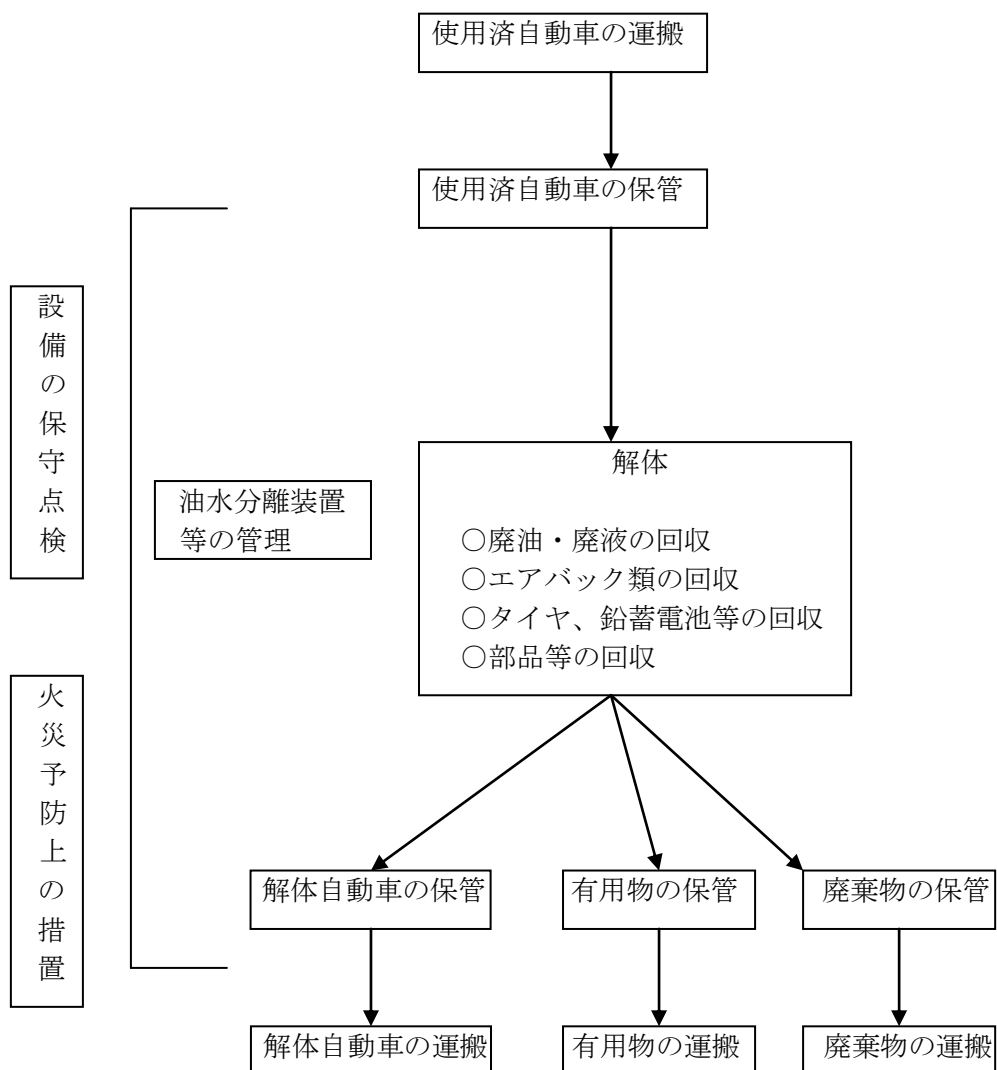 使用済自動車の運搬
使用済自動車の保管
設備の保守点検
油水分離装置
等の管理
解体
○廃油・廃液の回収
○エアバック類の回収
○タイヤ、鉛蓄電池等の回収
○部品等の回収
火災予防上の措置
解体自動車の保管
有用物の保管
廃棄物の保管
解体自動車の運搬
有用物の運搬
廃棄物の運搬